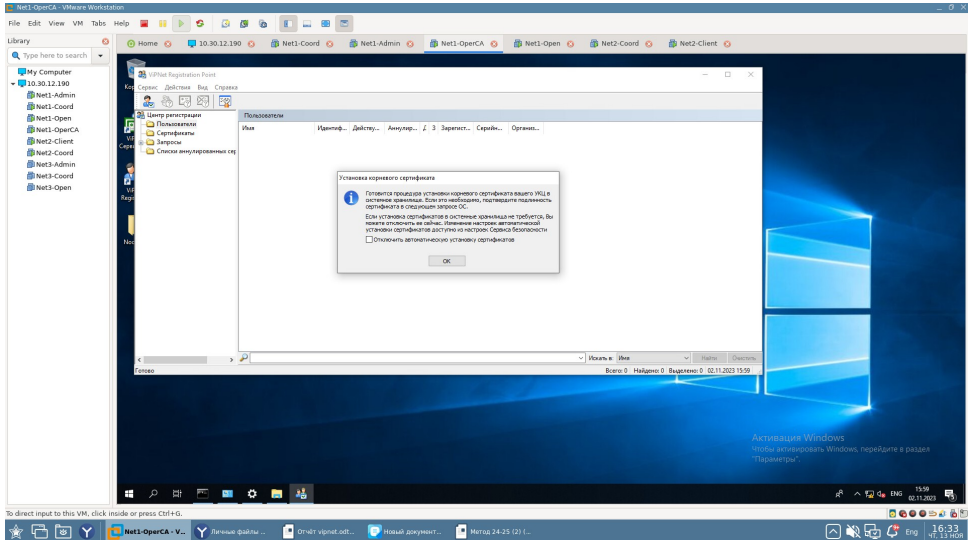 Net1-OperCA - VMware Workstation
File Edit View VM Tabs Help
Library
Type here to search
My Computer
10.30.12.190
Net1-Admin
Net1-Coord
Net1-Open
Net1-OperCA
Net2-Client
Net2-Coord
Net3-Admin
Net3-Coord
Net3-Open
Home 10.30.12.190 Net1-Coord Net1-Admin Net1-OperCA Net1-Open Net2-Coord Net2-Client
ViPNet Registration Point
Сервис Действия Вид Справка
Центр регистрации
Пользователи
Сертификаты
Запросы
Списки аннулированных сер
Пользователи
Имя Идентиф... Действу... Аннулир... З Зарегист... Серийн... Организ...
Установка корневого сертификата
Готовится процедура установки корневого сертификата вашего УКЦ в
системное хранилище. Если это необходимо, подтвердите подлинность
сертификата в следующем запросе ОС.
Если установка сертификатов в системные хранилища не требуется, Вы
можете отключить ее сейчас. Изменение настроек автоматической
установки сертификатов доступно из настроек Сервиса безопасности
Отключить автоматическую установку сертификатов
OK
Искать в: Имя Найти Очистить
Готово Всего: 0 Найдено: 0 Выделено: 0 02.11.2023 15:59
Активация Windows
Чтобы активировать Windows, перейдите в раздел
"Параметры".
ENG 15:59
02.11.2023
To direct input to this VM, click inside or press Ctrl+G.
Net1-OperCA - V... Личные файлы ... Отчёт vipnet.odt... Новый документ... Метод 24-25 (2) (...
Eng 16:33
ЧТ, 13 НОЯ